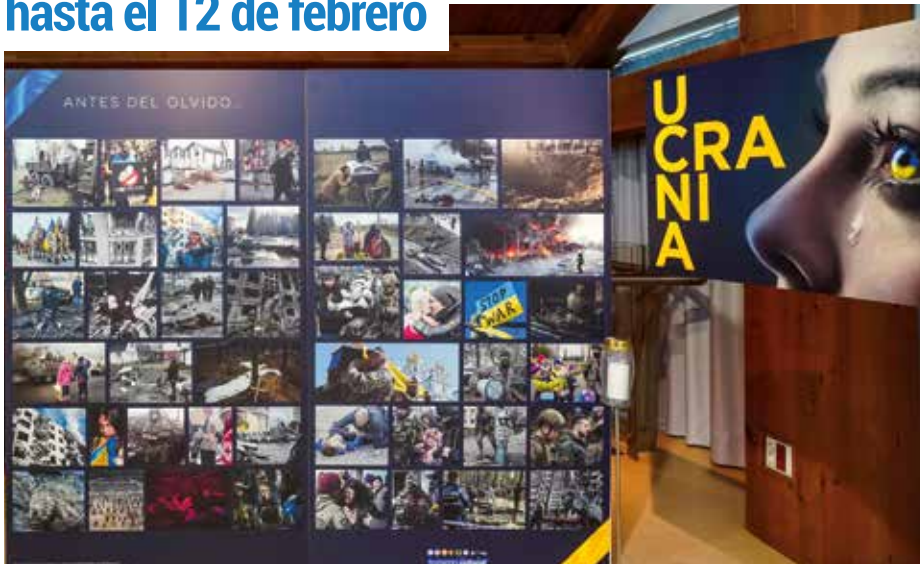 hasta el 12 de febrero
ANTES DEL OLVIDO...
U
CRA
NI
A
STOP
WAR